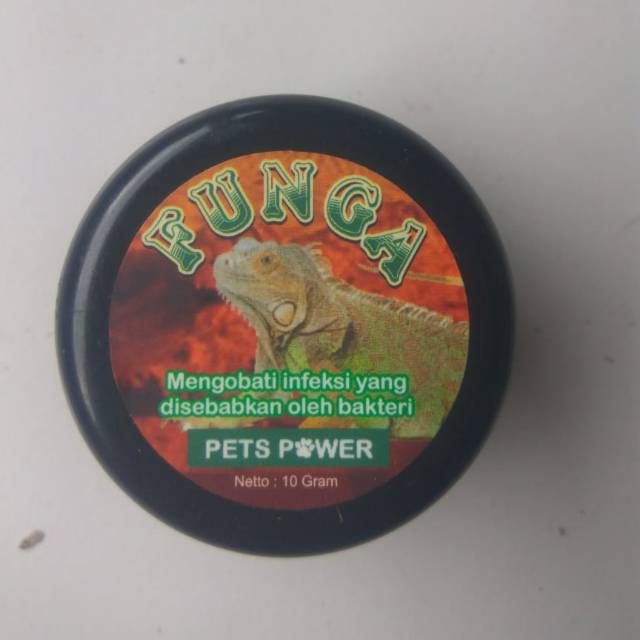 FUNGA
Mengobati infeksi yang
disebabkan oleh bakteri
PETS POWER
Netto : 10 Gram